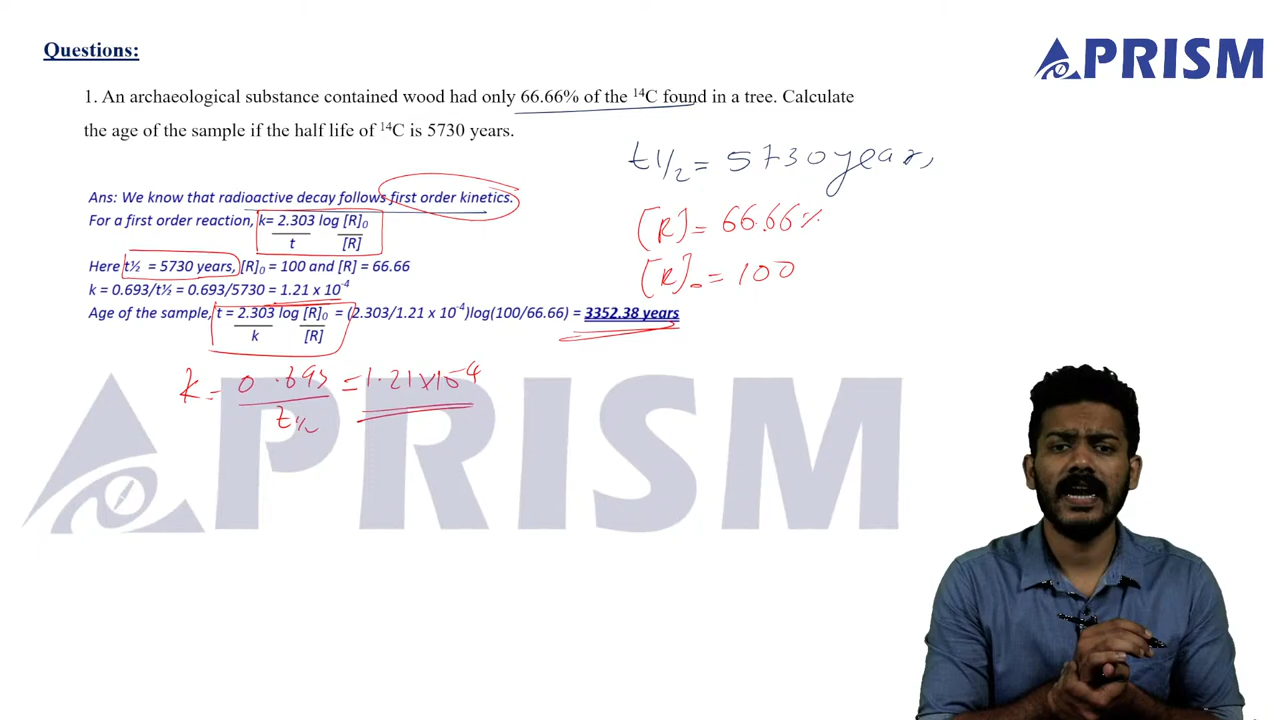 Questions:
PRISM
1. An archaeological substance contained wood had only 66.66% of the ¹⁴C found in a tree. Calculate
the age of the sample if the half life of ¹⁴C is 5730 years.
t1/2 = 5730 years
Ans: We know that radioactive decay follows first order kinetics.
For a first order reaction, k= 2.303 log [R]₀
t [R]
[R] = 66.66%
Here t½ = 5730 years, [R]₀ = 100 and [R] = 66.66
[R]₀ = 100
k = 0.693/t½ = 0.693/5730 = 1.21 x 10⁻⁴
Age of the sample, t = 2.303 log [R]₀ = (2.303/1.21 x 10⁻⁴)log(100/66.66) = 3352.38 years
k [R]
k = 0.693 = 1.21x10⁻⁴
t½
PRISM